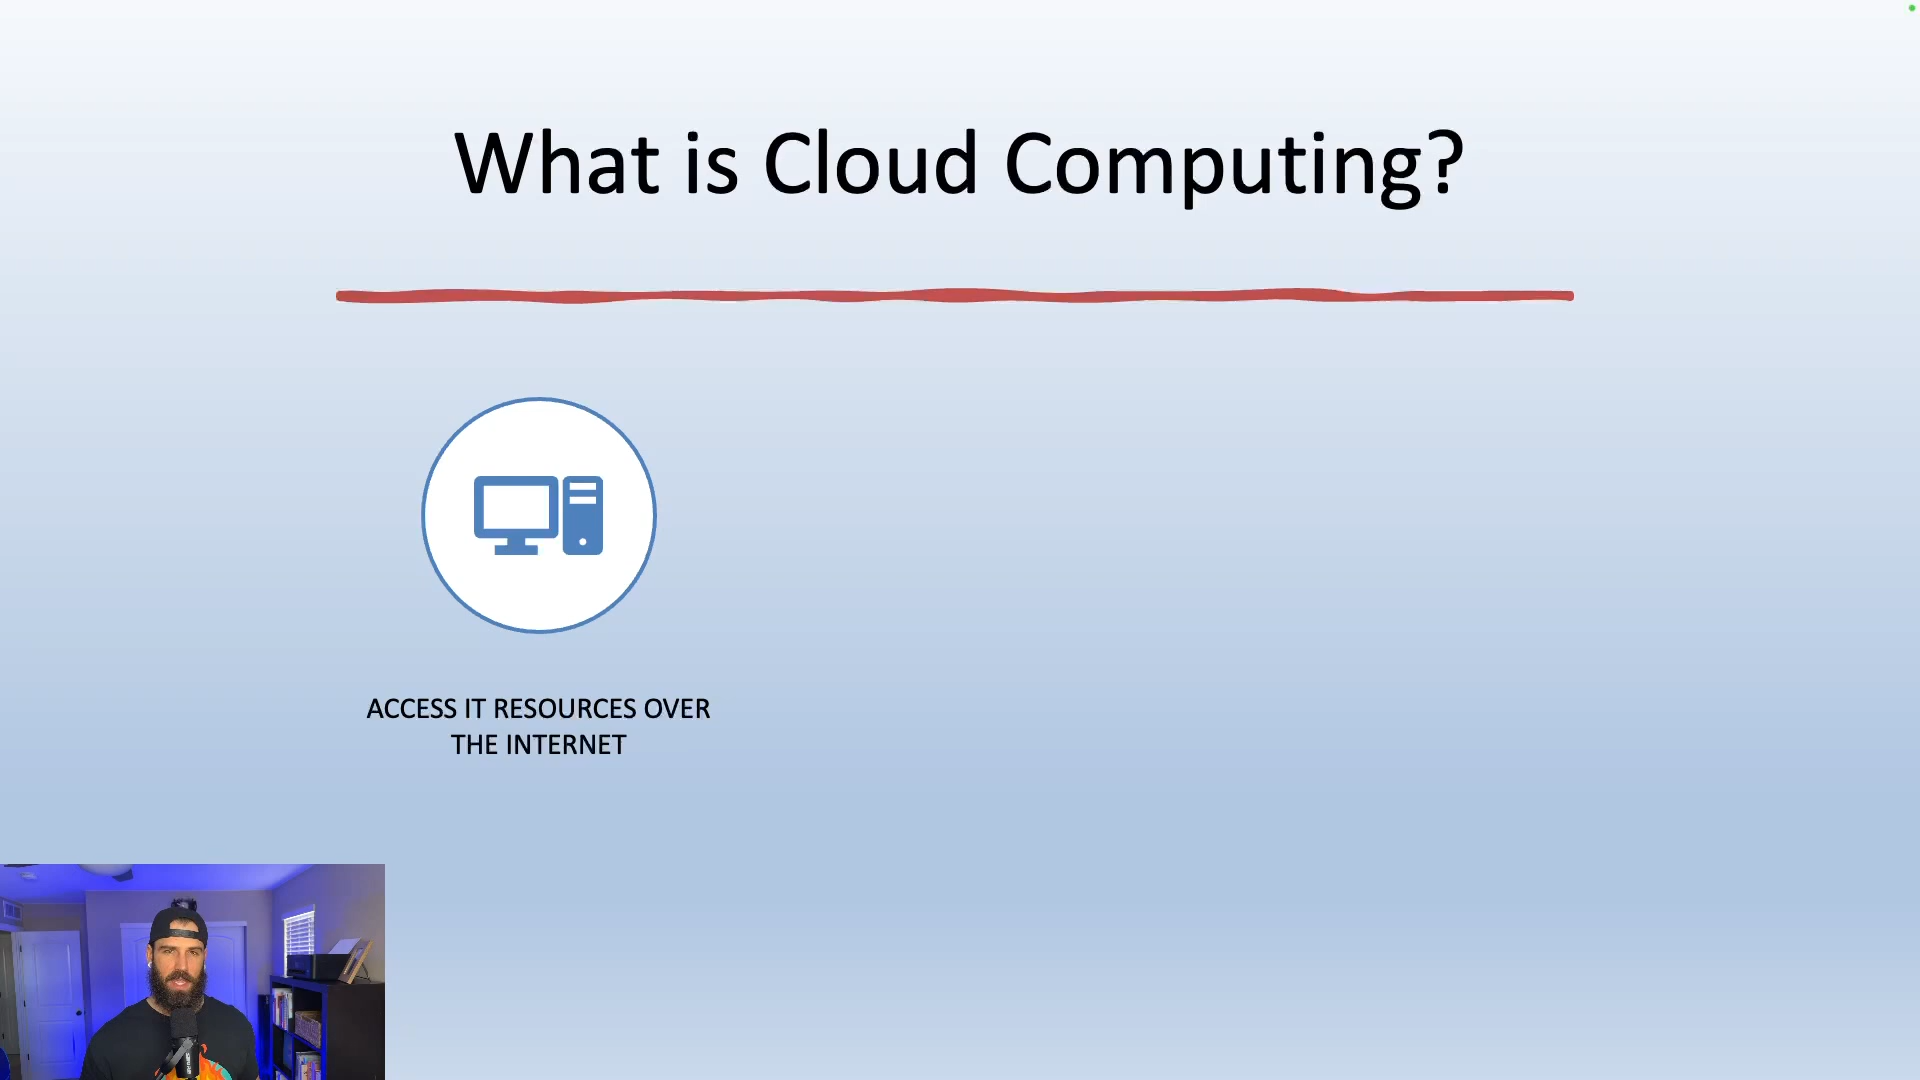 What is Cloud Computing?
ACCESS IT RESOURCES OVER
THE INTERNET